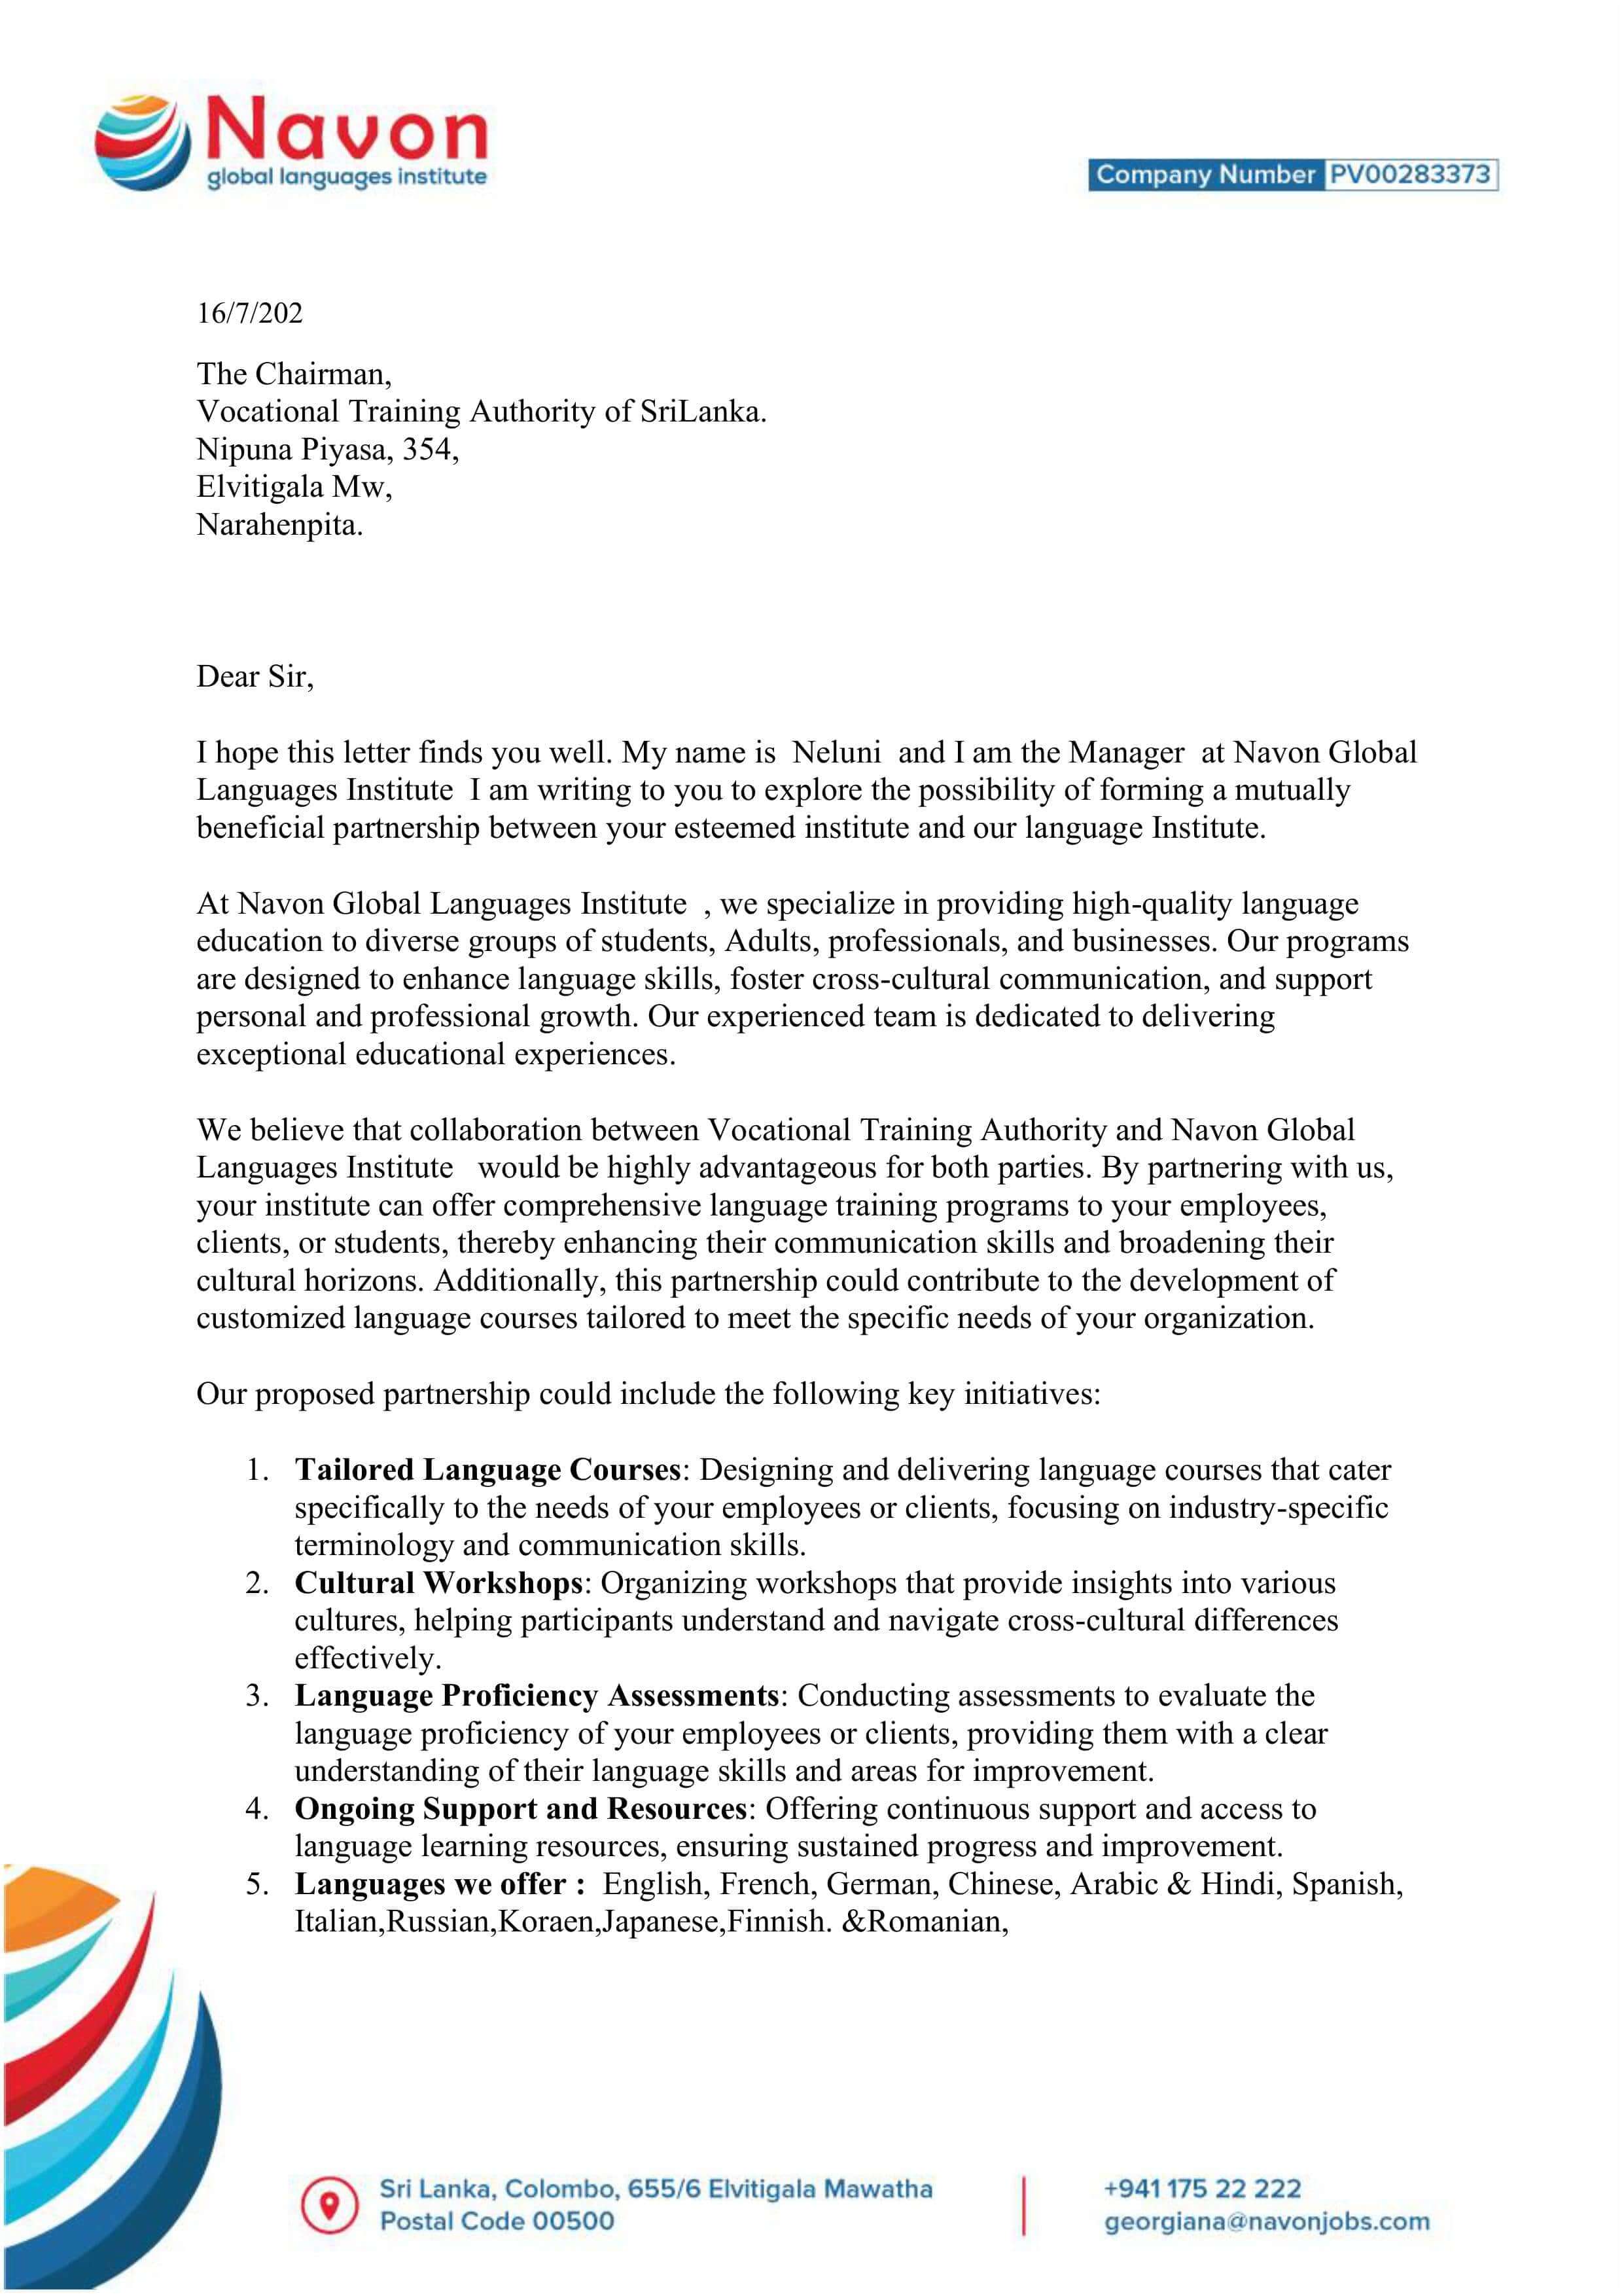 Navon
global languages institute
Company Number PV00283373
16/7/202
The Chairman,
Vocational Training Authority of SriLanka.
Nipuna Piyasa, 354,
Elvitigala Mw,
Narahenpita.
Dear Sir,
I hope this letter finds you well. My name is  Neluni  and I am the Manager  at Navon Global
Languages Institute  I am writing to you to explore the possibility of forming a mutually
beneficial partnership between your esteemed institute and our language Institute.
At Navon Global Languages Institute  , we specialize in providing high-quality language
education to diverse groups of students, Adults, professionals, and businesses. Our programs
are designed to enhance language skills, foster cross-cultural communication, and support
personal and professional growth. Our experienced team is dedicated to delivering
exceptional educational experiences.
We believe that collaboration between Vocational Training Authority and Navon Global
Languages Institute   would be highly advantageous for both parties. By partnering with us,
your institute can offer comprehensive language training programs to your employees,
clients, or students, thereby enhancing their communication skills and broadening their
cultural horizons. Additionally, this partnership could contribute to the development of
customized language courses tailored to meet the specific needs of your organization.
Our proposed partnership could include the following key initiatives:
1. Tailored Language Courses: Designing and delivering language courses that cater
specifically to the needs of your employees or clients, focusing on industry-specific
terminology and communication skills.
2. Cultural Workshops: Organizing workshops that provide insights into various
cultures, helping participants understand and navigate cross-cultural differences
effectively.
3. Language Proficiency Assessments: Conducting assessments to evaluate the
language proficiency of your employees or clients, providing them with a clear
understanding of their language skills and areas for improvement.
4. Ongoing Support and Resources: Offering continuous support and access to
language learning resources, ensuring sustained progress and improvement.
5. Languages we offer :  English, French, German, Chinese, Arabic & Hindi, Spanish,
Italian,Russian,Koraen,Japanese,Finnish. &Romanian,
Sri Lanka, Colombo, 655/6 Elvitigala Mawatha
Postal Code 00500
+941 175 22 222
georgiana@navonjobs.com